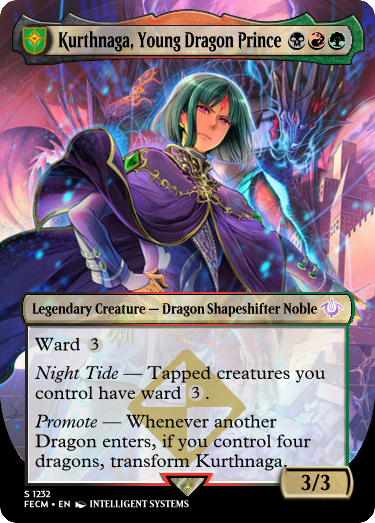 Kurthnaga, Young Dragon Prince
Legendary Creature — Dragon Shapeshifter Noble
Ward 3
Night Tide — Tapped creatures you
control have ward 3.
Promote — Whenever another
Dragon enters, if you control four
dragons, transform Kurthnaga.
3/3
S 1232
FECM • EN INTELLIGENT SYSTEMS